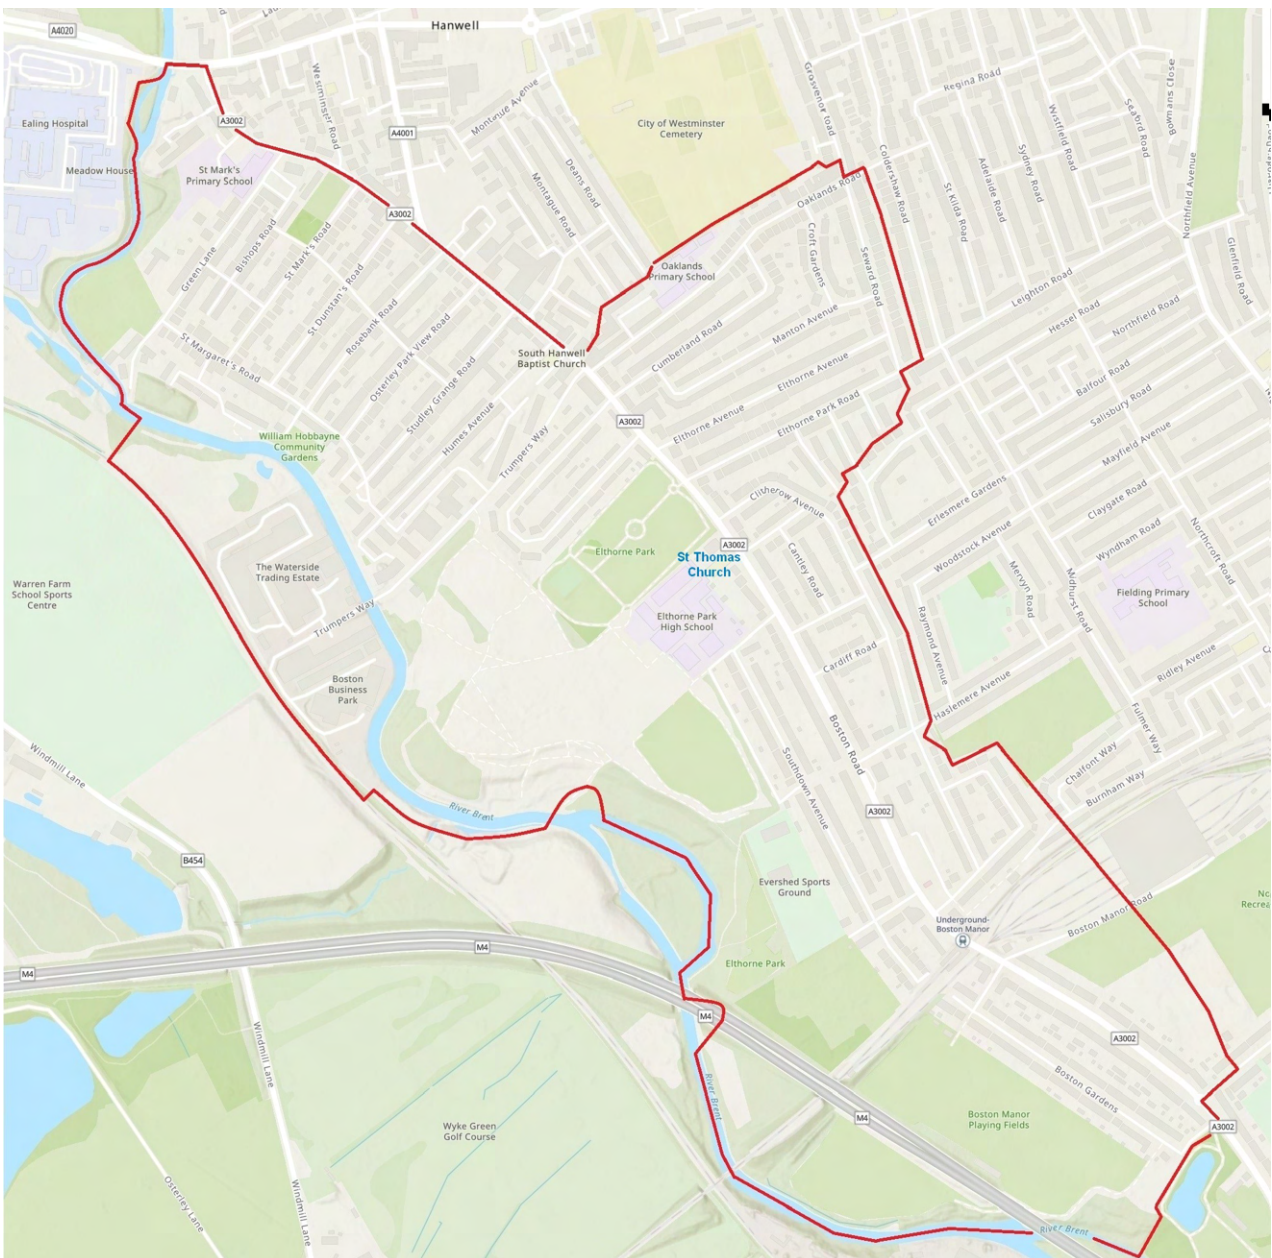 Hanwell
A4020
Ealing Hospital
Meadow House
A3002
St Mark's
Primary School
Westminster Road
A4001
Montague Avenue
Deans Road
Montague Road
City of Westminster
Cemetery
Grosvenor road
Regina Road
Westfield Road
Seaford Road
Bowmans Close
Northfield Avenue
Coldershaw Road
St Kilda Road
Adelaide Road
Sydney Road
Glenfield Road
Oaklands Road
Croft Gardens
Seward Road
A3002
Oaklands
Primary School
Green Lane
Bishops Road
St Mark's Road
St Dunstan's Road
Rosebank Road
Osterley Park View Road
Studley Grange Road
Humes Avenue
Trumpers Way
St Margaret's Road
South Hanwell
Baptist Church
Cumberland Road
Manton Avenue
Elthorne Avenue
Elthorne Avenue
Elthorne Park Road
Leighton Road
Hessel Road
Northfield Road
Balfour Road
Salisbury Road
Mayfield Avenue
Claygate Road
Wyndham Road
Northcroft Road
A3002
William Hobbayne
Community
Gardens
Clitherow Avenue
Erlesmere Gardens
Woodstock Avenue
Mervyn Road
Midhurst Road
Fielding Primary
School
Elthorne Park
A3002
St Thomas
Church
Cantley Road
Elthorne Park
High School
Cardiff Road
Raymond Avenue
Haslemere Avenue
Ridley Avenue
Fulmer Way
Chalfont Way
Burnham Way
Warren Farm
School Sports
Centre
The Waterside
Trading Estate
Trumpers Way
Boston
Business
Park
Boston Road
Southdown Avenue
A3002
Windmill Lane
B454
River Brent
Evershed Sports
Ground
Underground-
Boston Manor
Boston Manor Road
Elthorne Park
M4
M4
M4
M4
A3002
Boston Gardens
Boston Manor
Playing Fields
A3002
Windmill Lane
Windmill Lane
Osterley Lane
Wyke Green
Golf Course
River Brent
River Brent